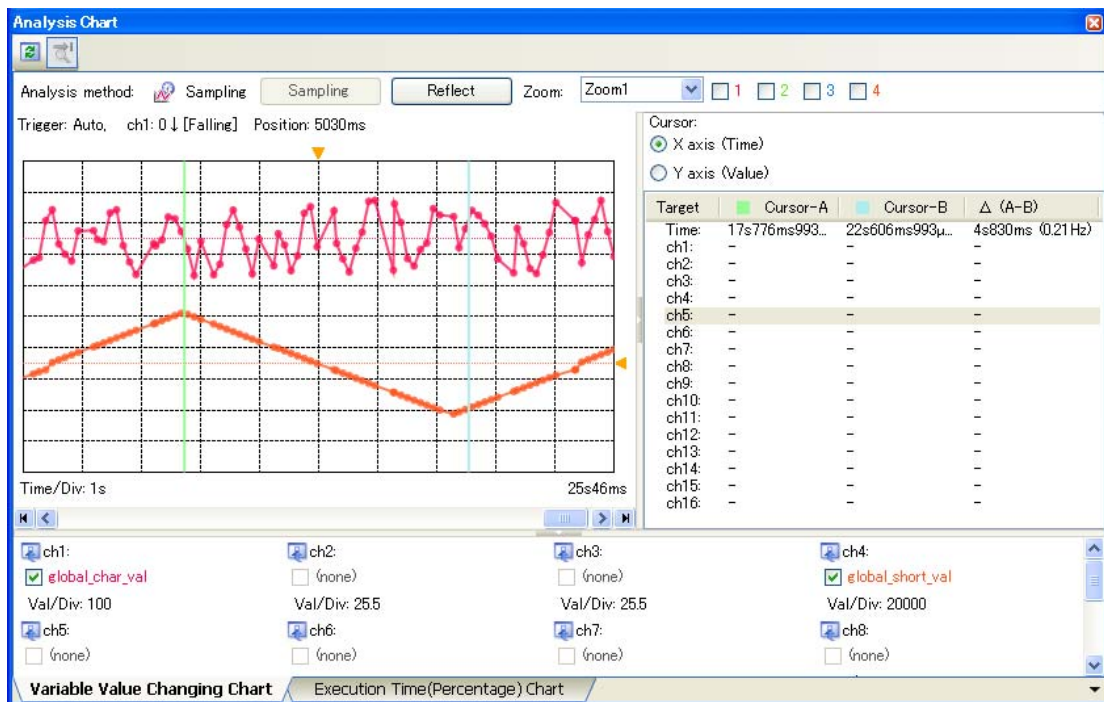 Analysis Chart
Analysis method: Sampling Sampling Reflect Zoom: Zoom1 1 2 3 4
Trigger: Auto, ch1: 0↓ [Falling] Position: 5030ms
Time/Div: 1s 25s46ms
Cursor:
X axis (Time)
Y axis (Value)
Target Cursor-A Cursor-B Δ (A-B)
Time: 17s776ms993... 22s606ms993μ... 4s830ms (0.21Hz)
ch1: - - -
ch2: - - -
ch3: - - -
ch4: - - -
ch5: - - -
ch6: - - -
ch7: - - -
ch8: - - -
ch9: - - -
ch10: - - -
ch11: - - -
ch12: - - -
ch13: - - -
ch14: - - -
ch15: - - -
ch16: - - -
ch1: ch2: ch3: ch4:
global_char_val (none) (none) global_short_val
Val/Div: 100 Val/Div: 25.5 Val/Div: 25.5 Val/Div: 20000
ch5: ch6: ch7: ch8:
(none) (none) (none) (none)
Variable Value Changing Chart Execution Time(Percentage) Chart